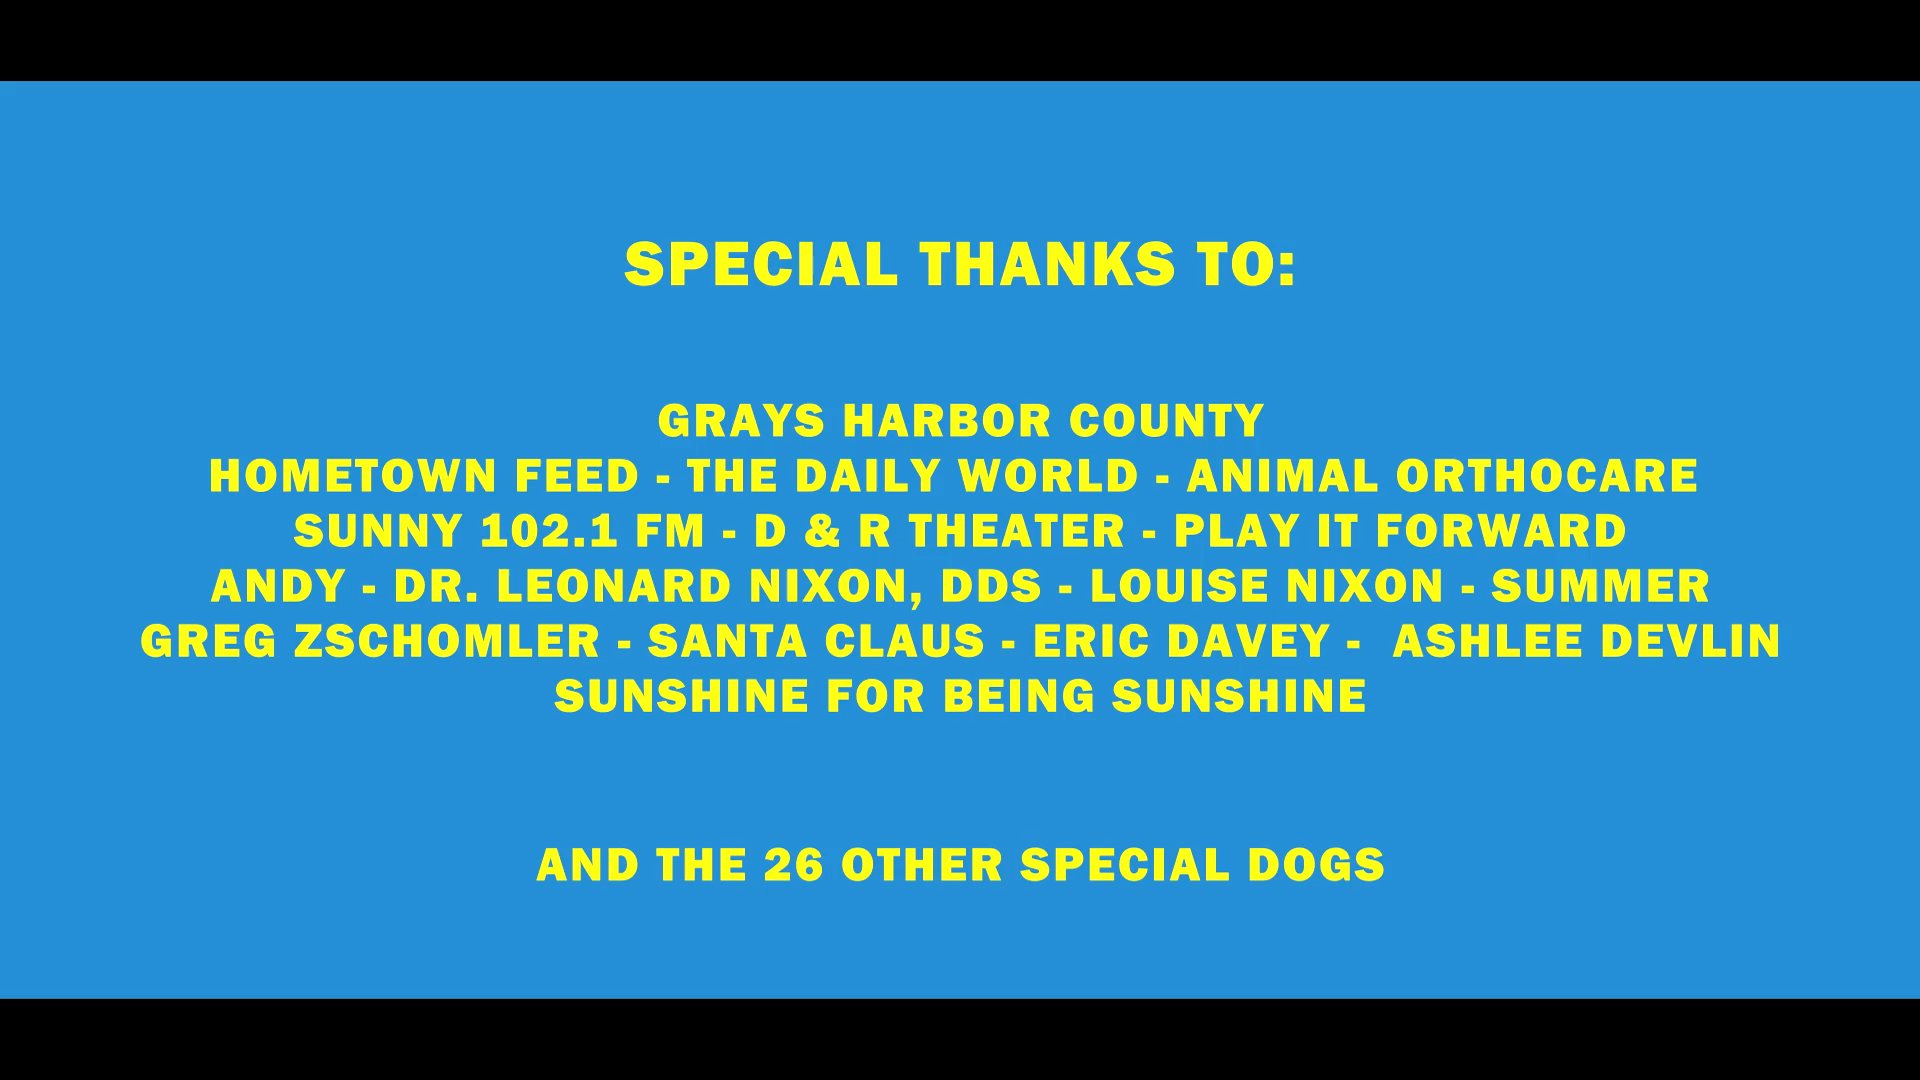 SPECIAL THANKS TO:
GRAYS HARBOR COUNTY
HOMETOWN FEED - THE DAILY WORLD - ANIMAL ORTHOCARE
SUNNY 102.1 FM - D & R THEATER - PLAY IT FORWARD
ANDY - DR. LEONARD NIXON, DDS - LOUISE NIXON - SUMMER
GREG ZSCHOMLER - SANTA CLAUS - ERIC DAVEY -  ASHLEE DEVLIN
SUNSHINE FOR BEING SUNSHINE
AND THE 26 OTHER SPECIAL DOGS